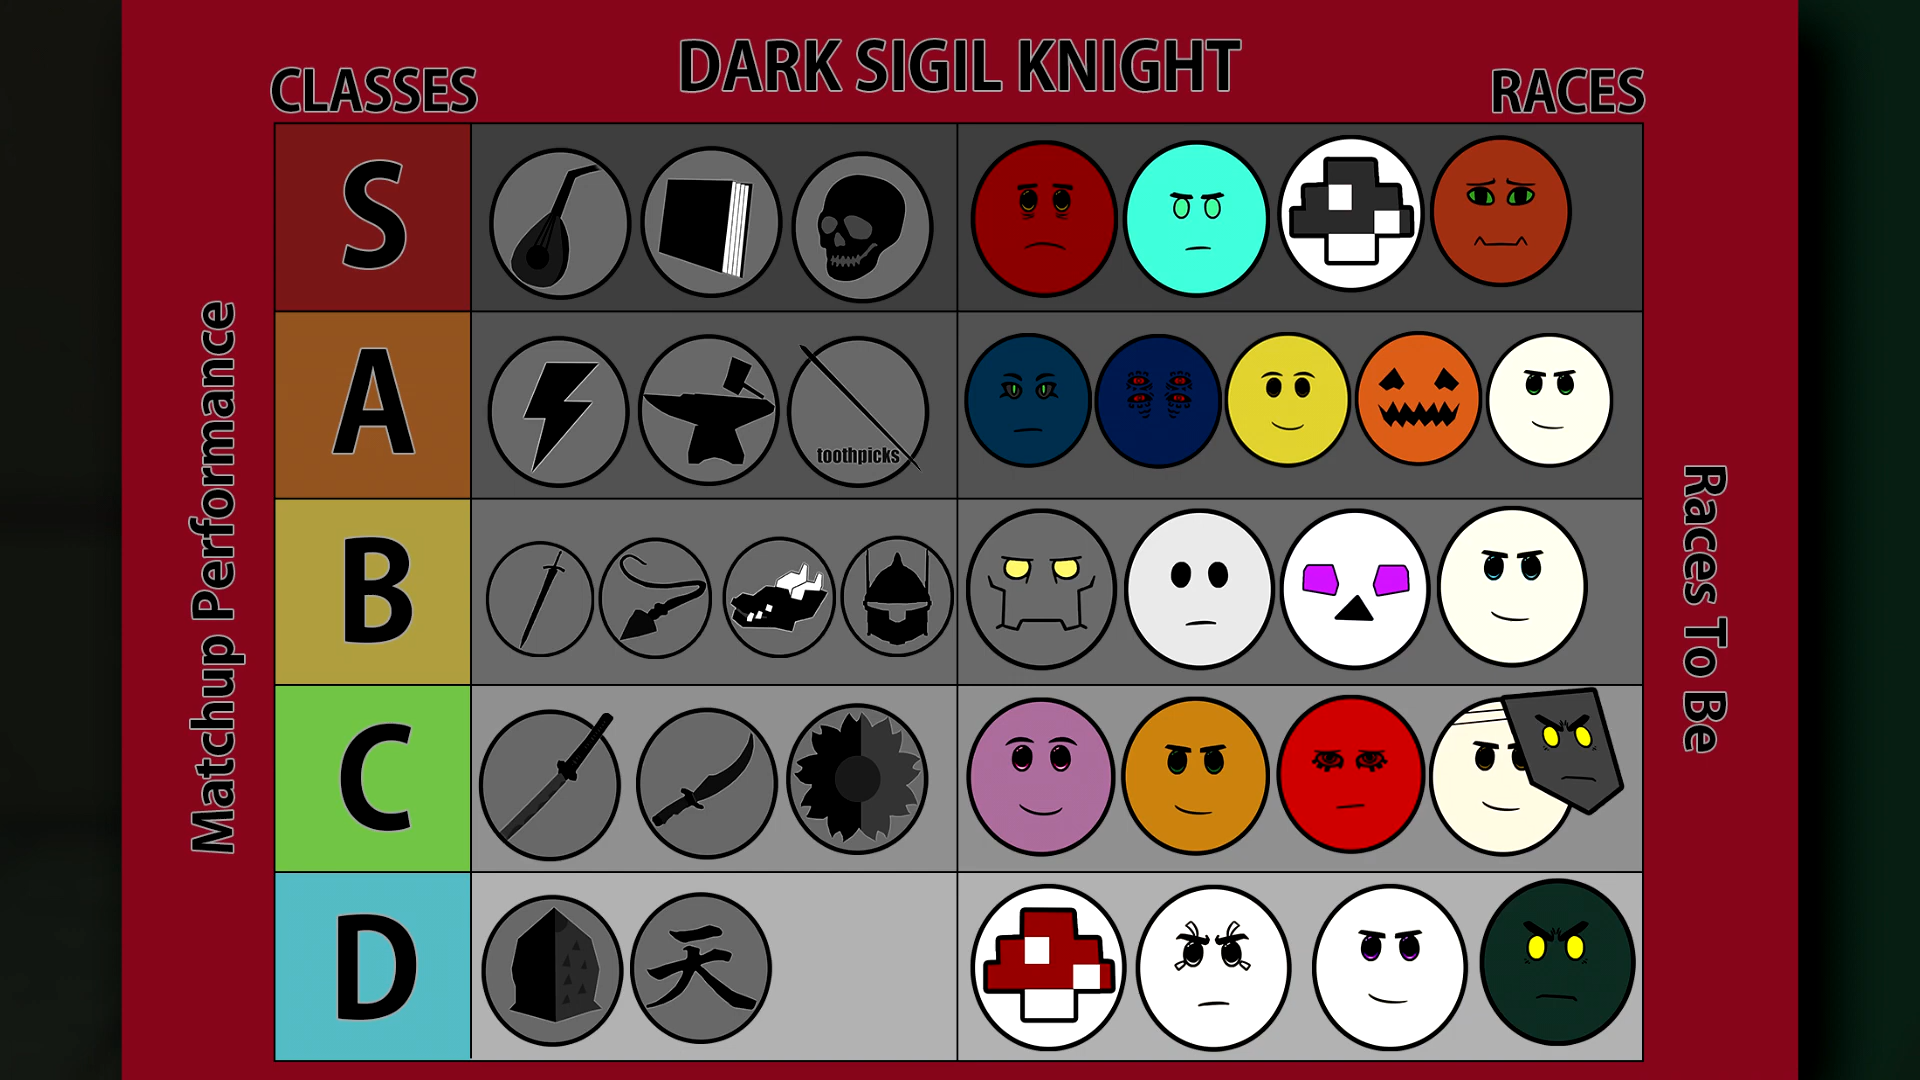 DARK SIGIL KNIGHT
CLASSES
RACES
S
A
toothpicks
B
C
D
天
Matchup Performance
Races To Be